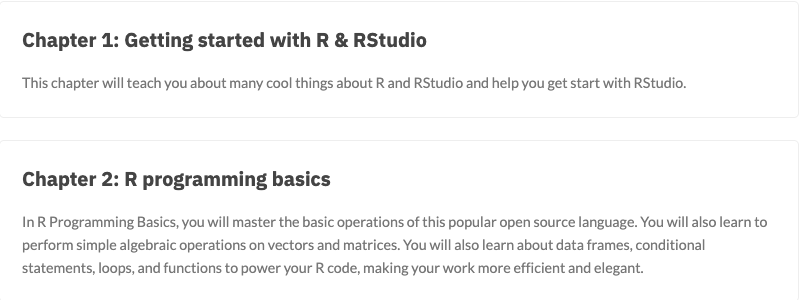 Chapter 1: Getting started with R & RStudio
This chapter will teach you about many cool things about R and RStudio and help you get start with RStudio.
Chapter 2: R programming basics
In R Programming Basics, you will master the basic operations of this popular open source language. You will also learn to
perform simple algebraic operations on vectors and matrices. You will also learn about data frames, conditional
statements, loops, and functions to power your R code, making your work more efficient and elegant.